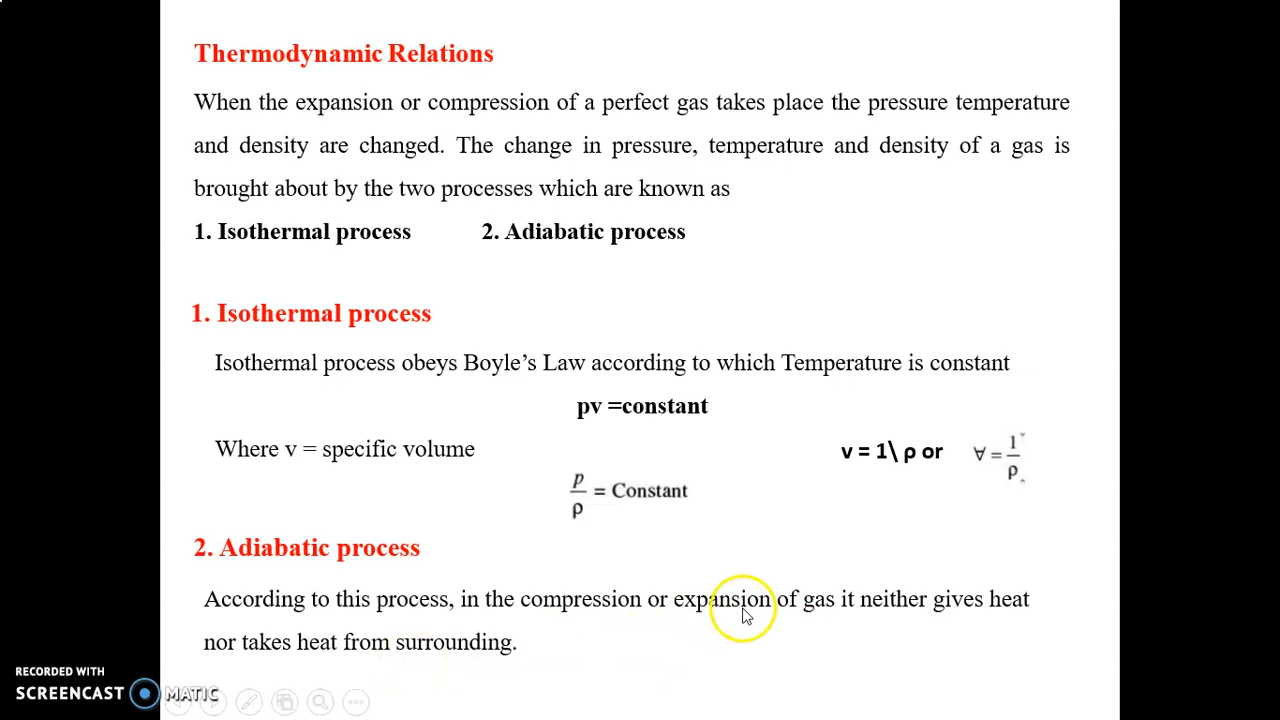 Thermodynamic Relations
When the expansion or compression of a perfect gas takes place the pressure temperature
and density are changed. The change in pressure, temperature and density of a gas is
brought about by the two processes which are known as
1. Isothermal process 2. Adiabatic process
1. Isothermal process
Isothermal process obeys Boyle's Law according to which Temperature is constant
pv =constant
Where v = specific volume v = 1\ ρ or ∀ = 1/ρ
p/ρ = Constant
2. Adiabatic process
According to this process, in the compression or expansion of gas it neither gives heat
nor takes heat from surrounding.
RECORDED WITH
SCREENCAST MATIC